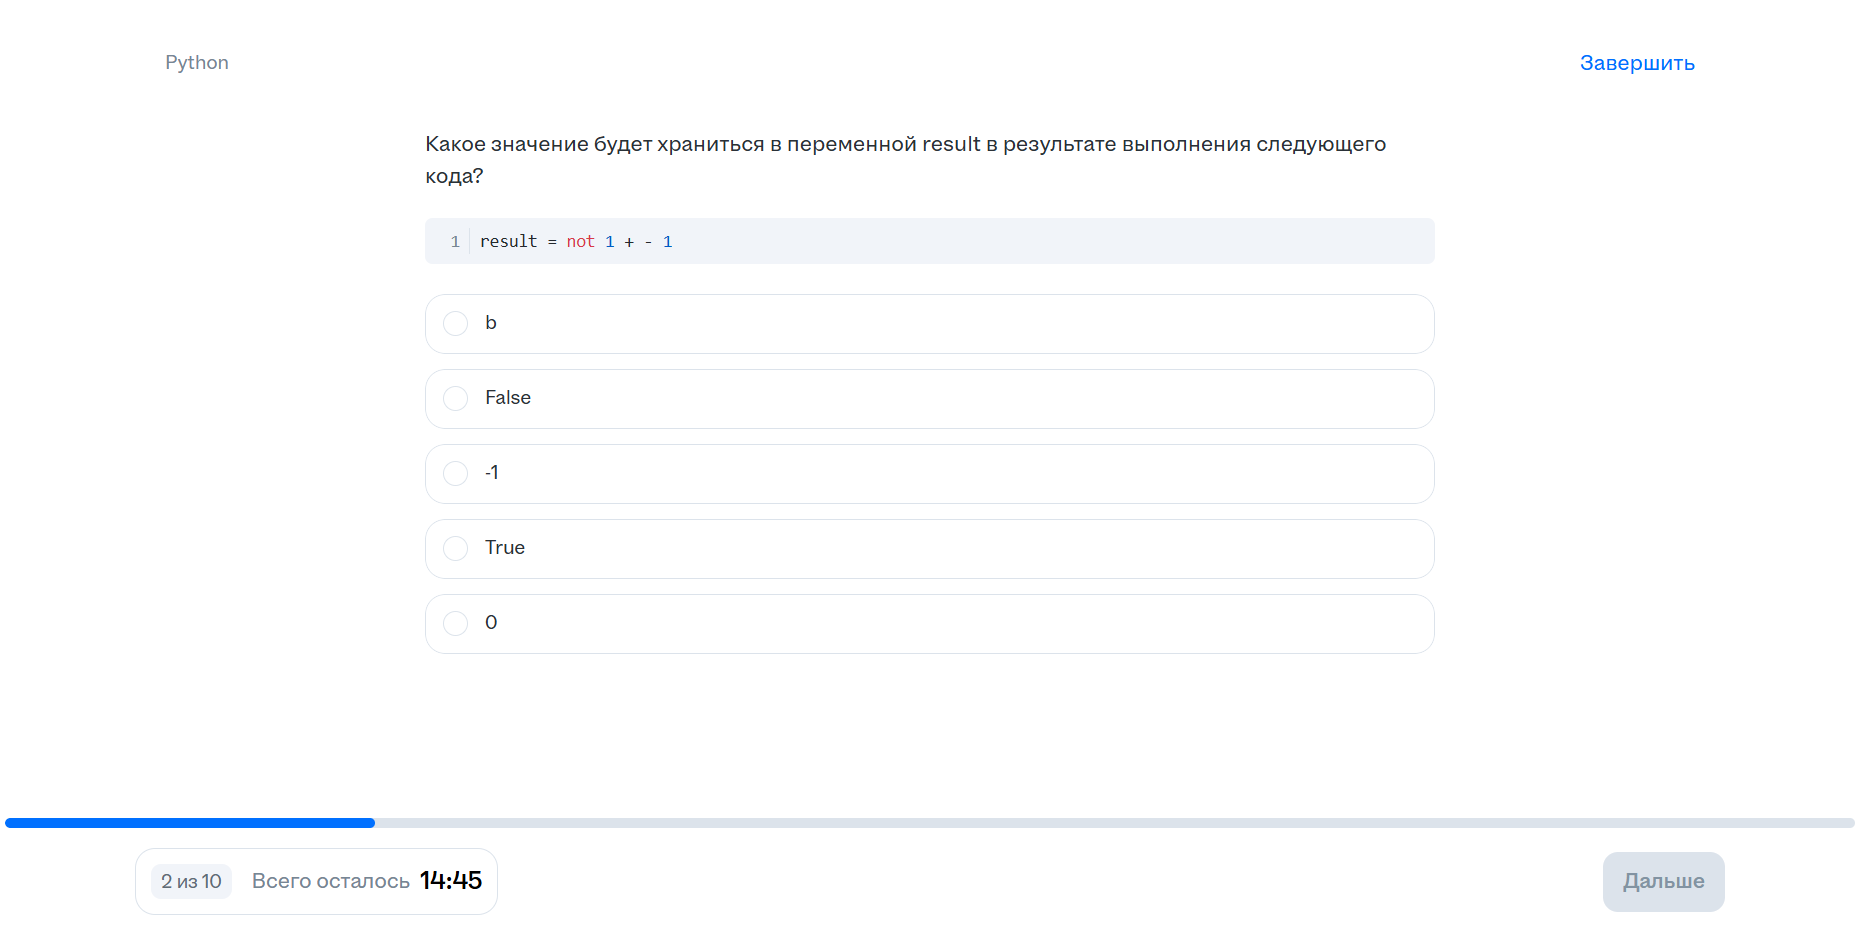 Python
Завершить
Какое значение будет храниться в переменной result в результате выполнения следующего
кода?
1 result = not 1 + - 1
b
False
-1
True
0
2 из 10 Всего осталось 14:45
Дальше